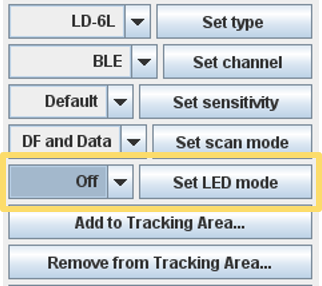 LD-6L Set type
BLE Set channel
Default Set sensitivity
DF and Data Set scan mode
Off Set LED mode
Add to Tracking Area...
Remove from Tracking Area...